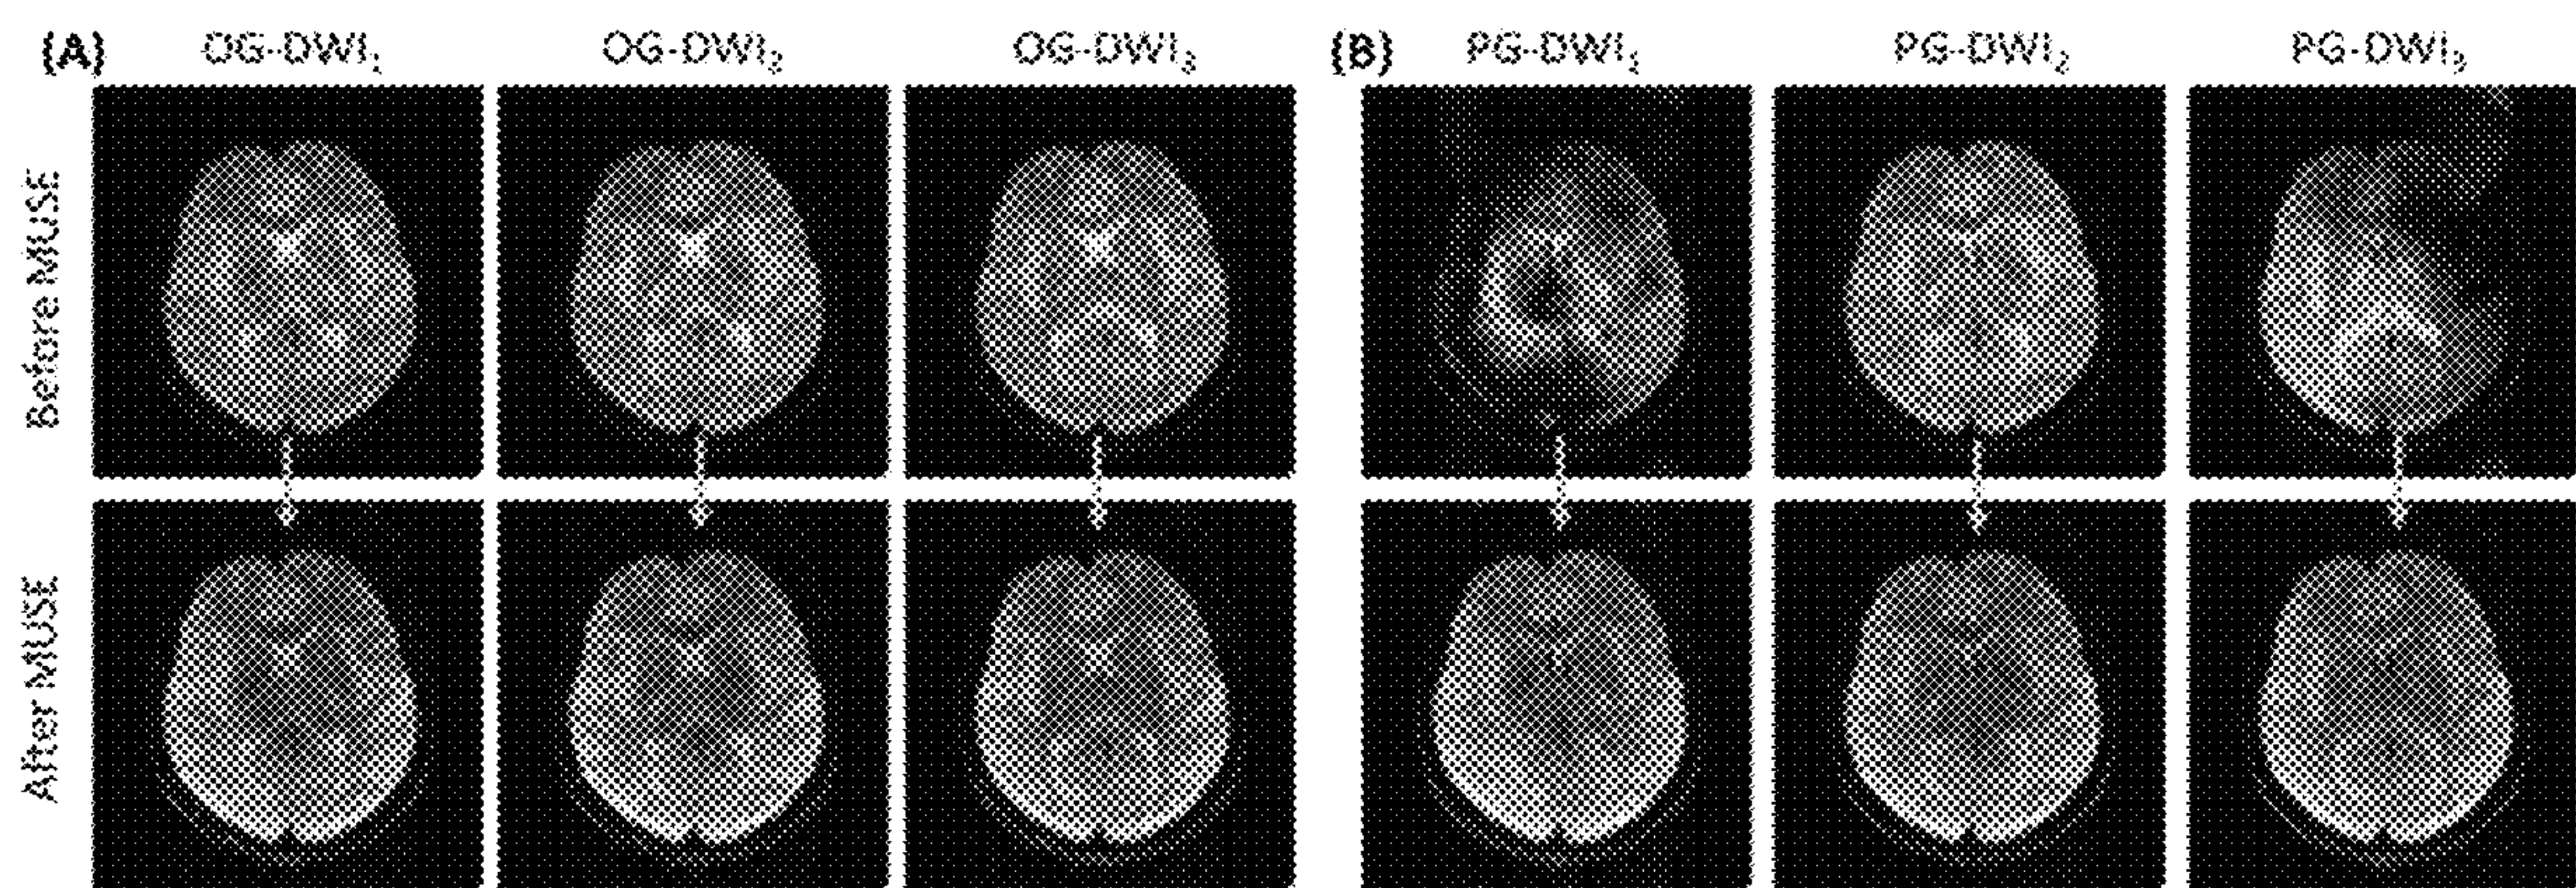 (A) OG-DWI₁ OG-DWI₂ OG-DWI₃ (B) PG-DWI₁ PG-DWI₂ PG-DWI₃
Before MUSE
After MUSE